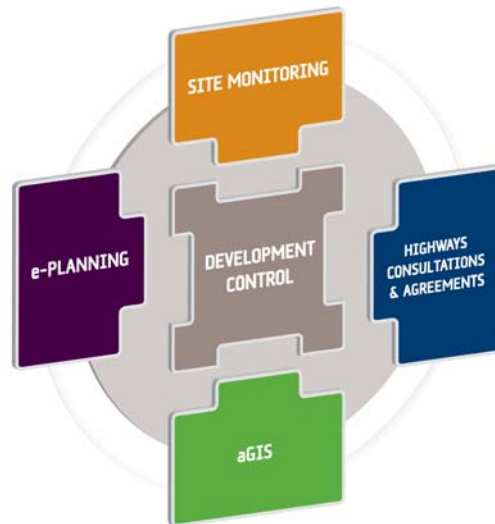 SITE MONITORING
e-PLANNING
DEVELOPMENT
CONTROL
HIGHWAYS
CONSULTATIONS
& AGREEMENTS
aGIS